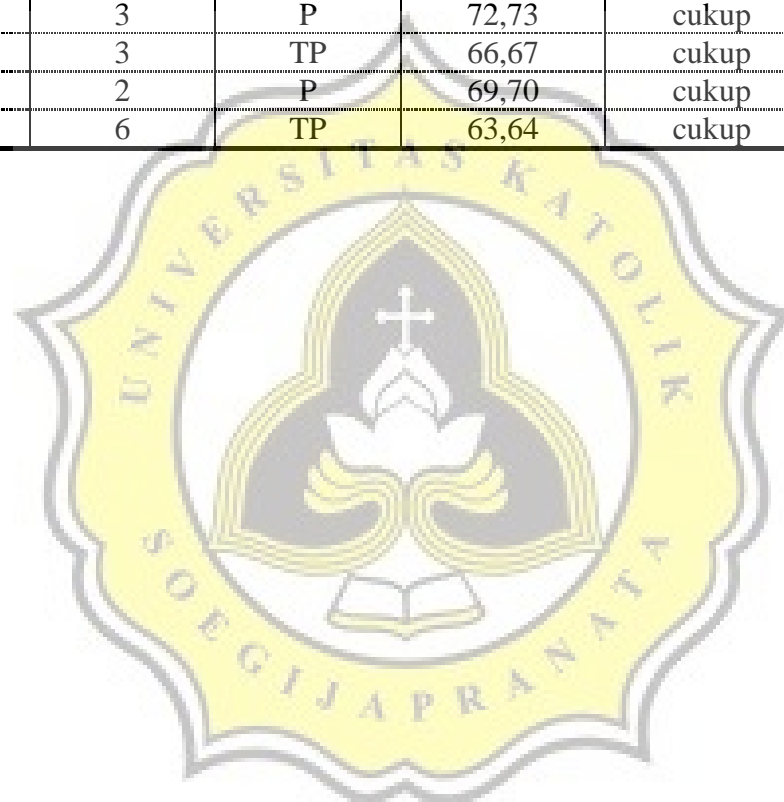 3 P 72,73 cukup
3 TP 66,67 cukup
2 P 69,70 cukup
6 TP 63,64 cukup
UNIVERSITAS KATOLIK
SOEGIJAPRANATA